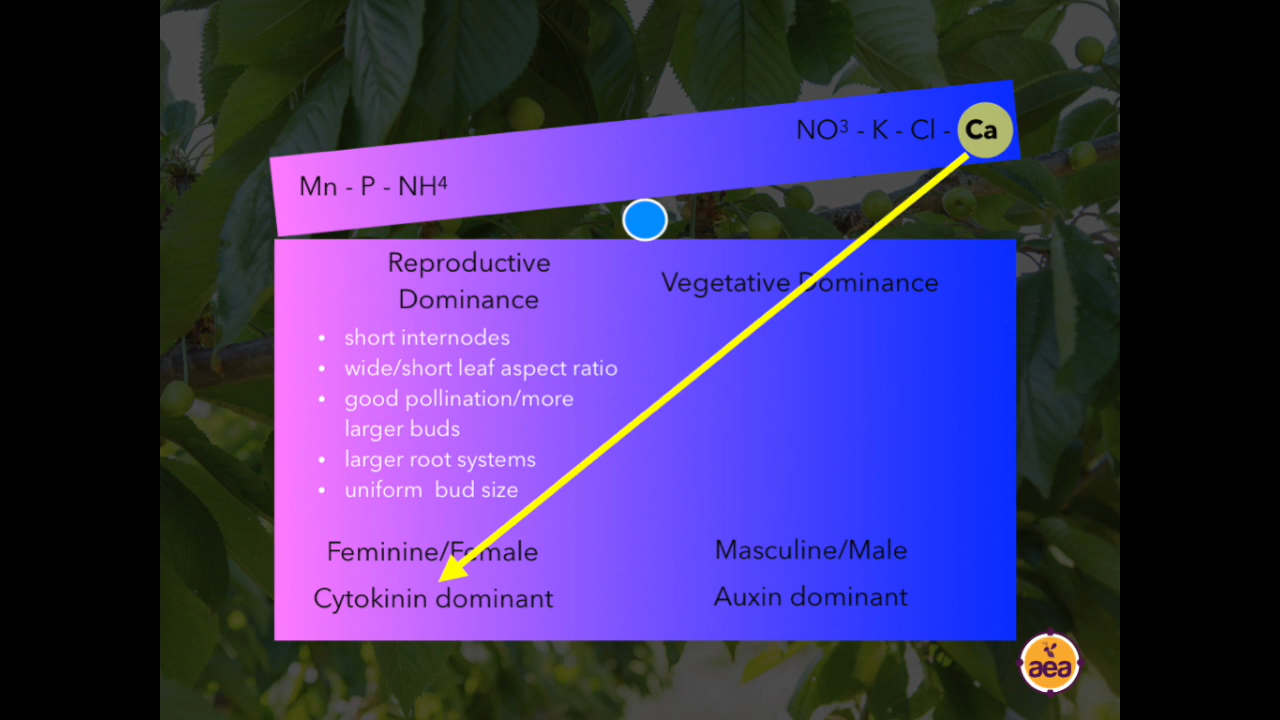 NO³ - K - Cl - Ca
Mn - P - NH⁴
Reproductive
Dominance
Vegetative Dominance
• short internodes
• wide/short leaf aspect ratio
• good pollination/more
larger buds
• larger root systems
• uniform  bud size
Feminine/Female
Masculine/Male
Cytokinin dominant
Auxin dominant
aea